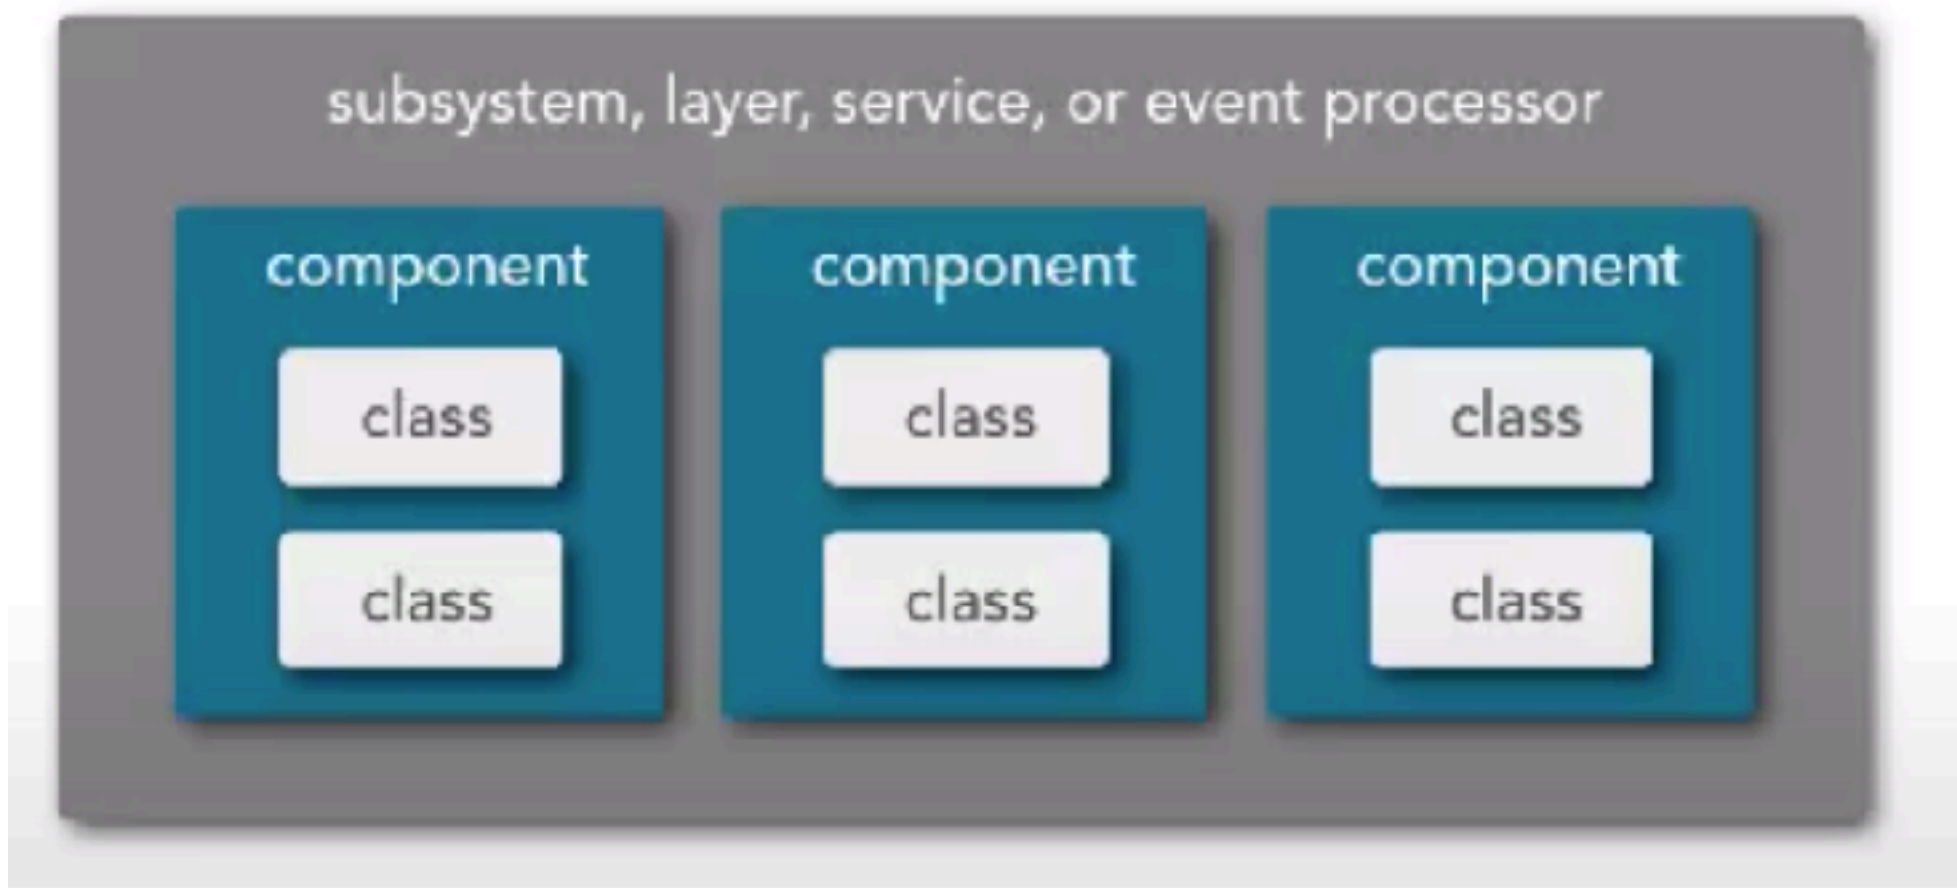 subsystem, layer, service, or event processor
component
class
class
component
class
class
component
class
class